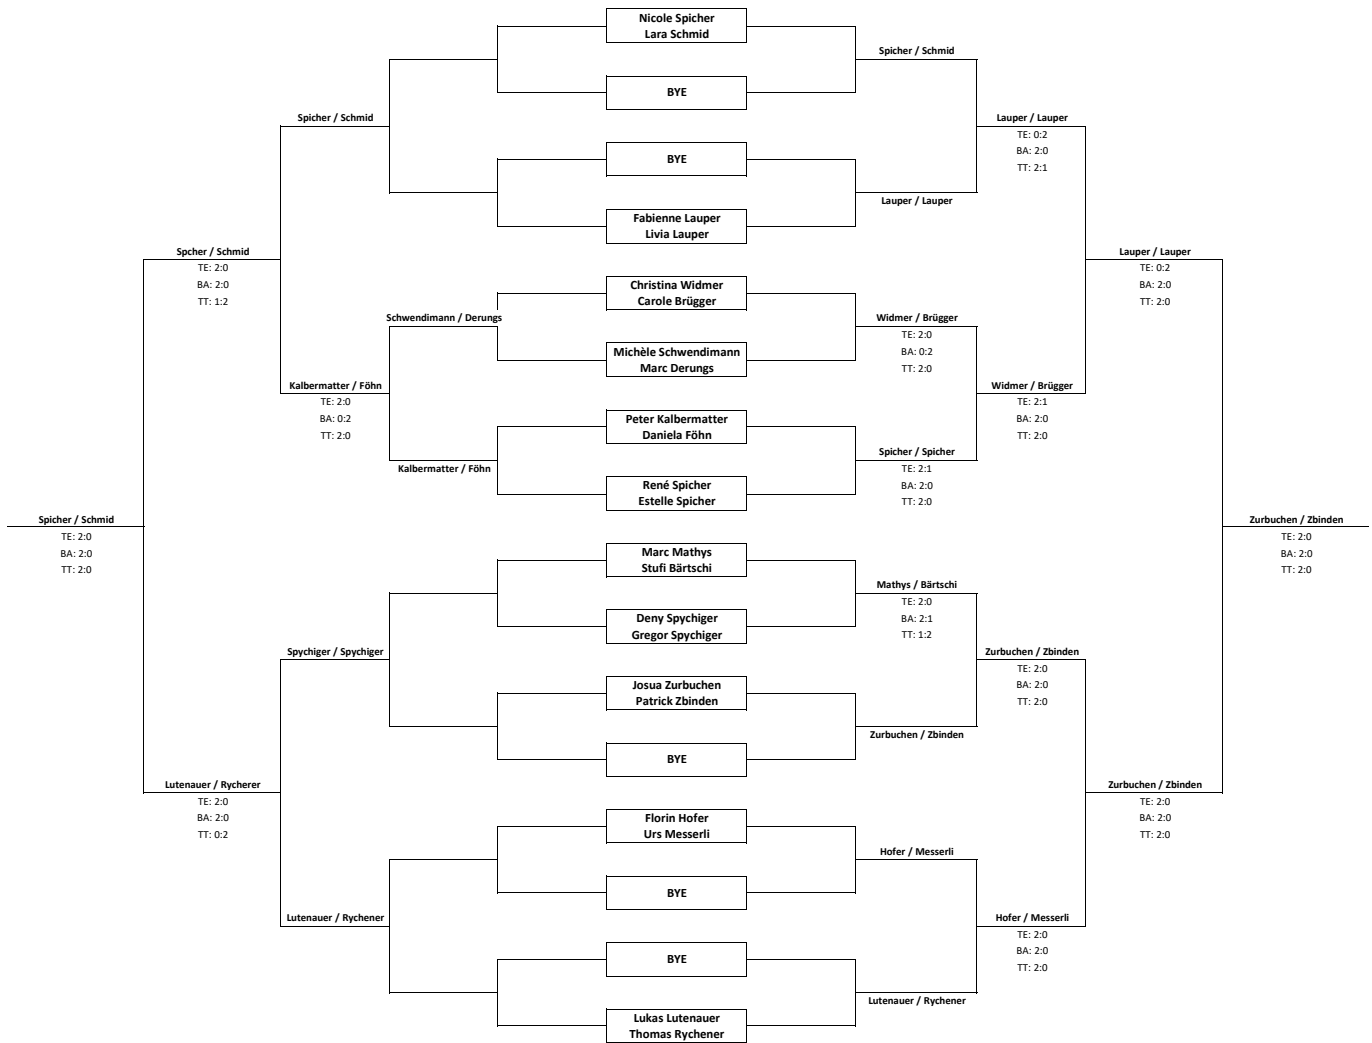 Nicole Spicher
Lara Schmid
Spicher / Schmid
BYE
Spicher / Schmid
Lauper / Lauper
TE: 0:2
BA: 2:0
TT: 2:1
BYE
Lauper / Lauper
Fabienne Lauper
Livia Lauper
Spcher / Schmid
TE: 2:0
BA: 2:0
TT: 1:2
Lauper / Lauper
TE: 0:2
BA: 2:0
TT: 2:0
Christina Widmer
Carole Brügger
Schwendimann / Derungs
Widmer / Brügger
TE: 2:0
BA: 0:2
TT: 2:0
Michèle Schwendimann
Marc Derungs
Kalbermatter / Föhn
TE: 2:0
BA: 0:2
TT: 2:0
Widmer / Brügger
TE: 2:1
BA: 2:0
TT: 2:0
Peter Kalbermatter
Daniela Föhn
Kalbermatter / Föhn
Spicher / Spicher
TE: 2:1
BA: 2:0
TT: 2:0
René Spicher
Estelle Spicher
Spicher / Schmid
TE: 2:0
BA: 2:0
TT: 2:0
Zurbuchen / Zbinden
TE: 2:0
BA: 2:0
TT: 2:0
Marc Mathys
Stufi Bärtschi
Mathys / Bärtschi
TE: 2:0
BA: 2:1
TT: 1:2
Deny Spychiger
Gregor Spychiger
Spychiger / Spychiger
Zurbuchen / Zbinden
TE: 2:0
BA: 2:0
TT: 2:0
Josua Zurbuchen
Patrick Zbinden
Zurbuchen / Zbinden
BYE
Lutenauer / Rycherer
TE: 2:0
BA: 2:0
TT: 0:2
Zurbuchen / Zbinden
TE: 2:0
BA: 2:0
TT: 2:0
Florin Hofer
Urs Messerli
Hofer / Messerli
BYE
Lutenauer / Rychener
Hofer / Messerli
TE: 2:0
BA: 2:0
TT: 2:0
BYE
Lutenauer / Rychener
Lukas Lutenauer
Thomas Rychener